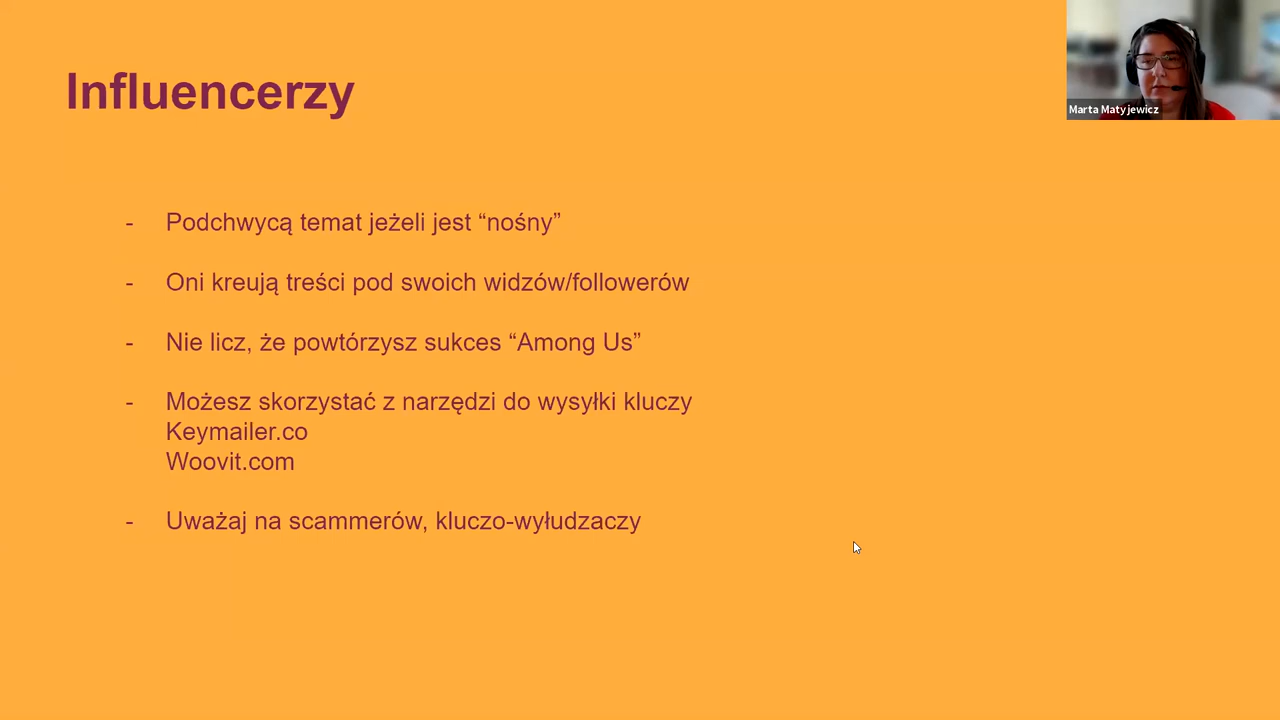 Influencerzy
Marta Matyjewicz
- Podchwycą temat jeżeli jest “nośny”
- Oni kreują treści pod swoich widzów/followerów
- Nie licz, że powtórzysz sukces “Among Us”
- Możesz skorzystać z narzędzi do wysyłki kluczy
Keymailer.co
Woovit.com
- Uważaj na scammerów, kluczo-wyłudzaczy